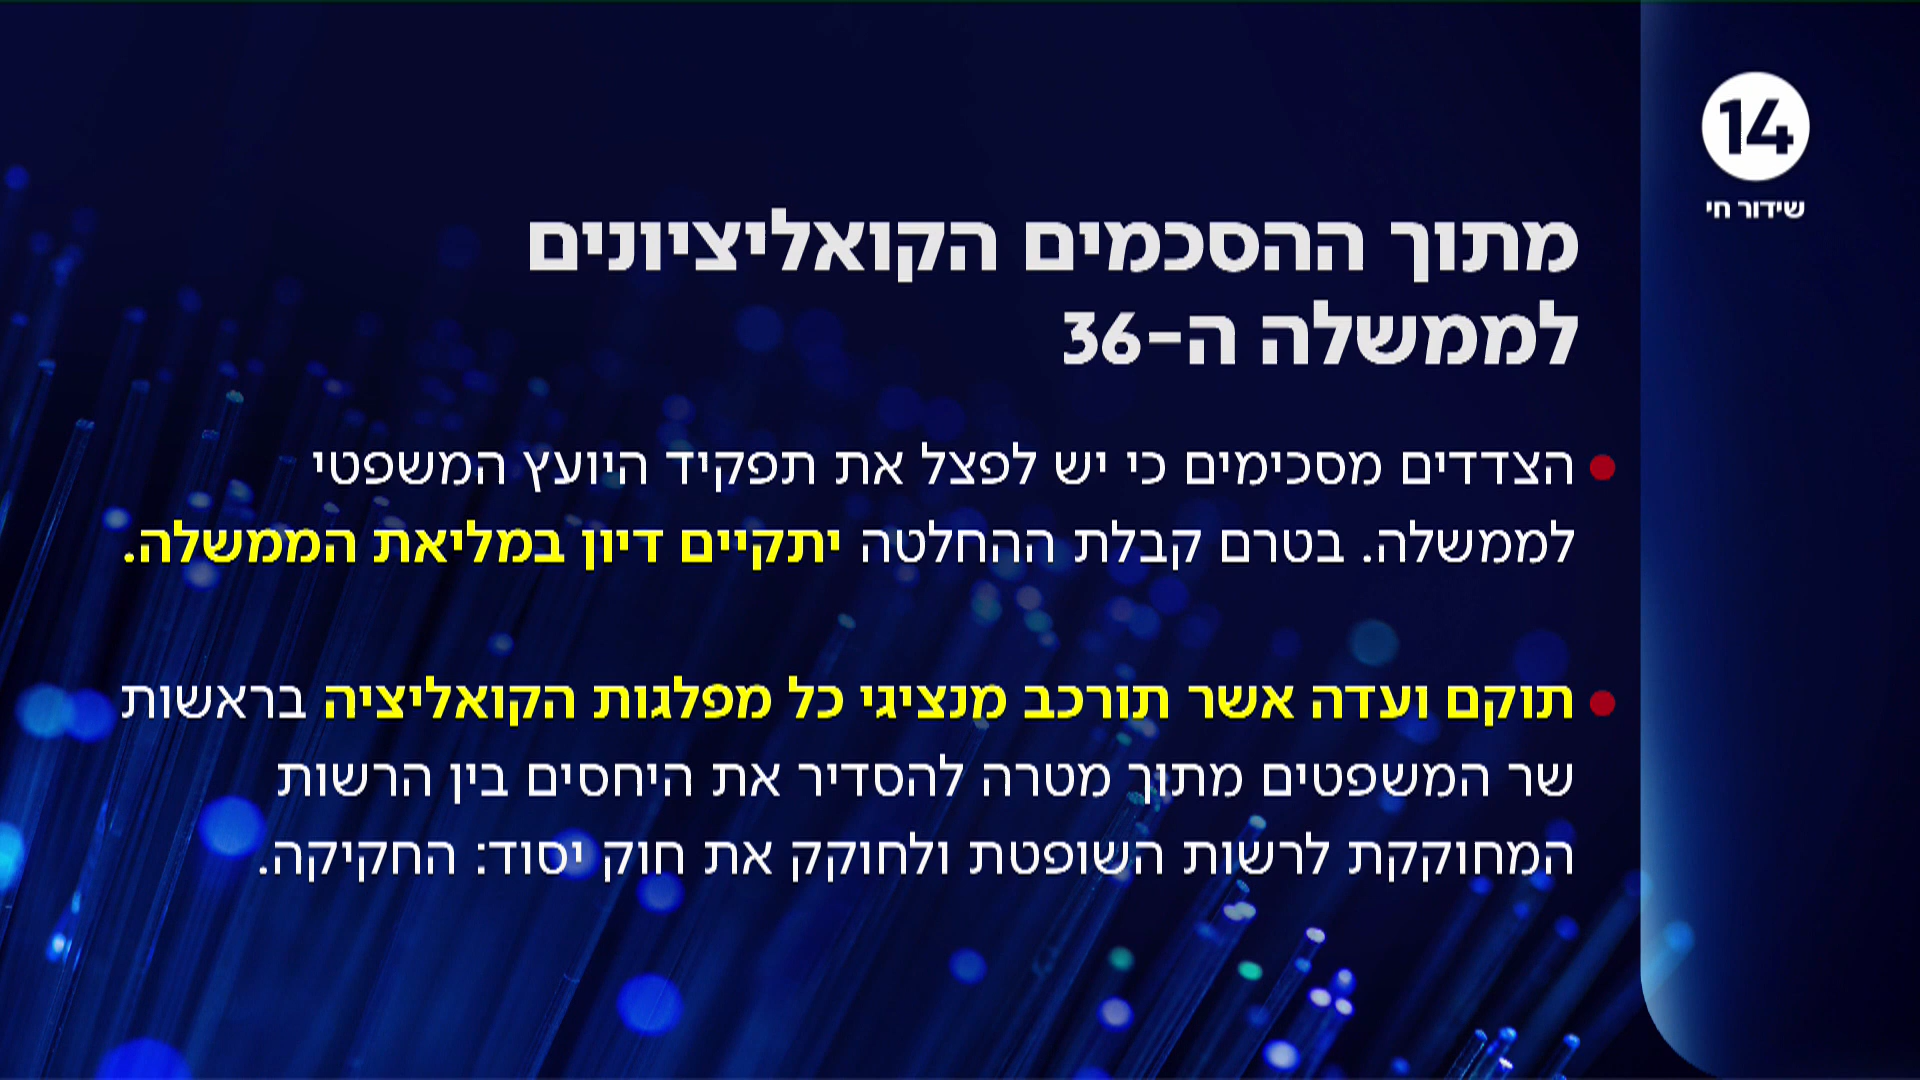 14
שידור חי
מתוך ההסכמים הקואליציונים
לממשלה ה-36
הצדדים מסכימים כי יש לפצל את תפקיד היועץ המשפטי
לממשלה. בטרם קבלת ההחלטה יתקיים דיון במליאת הממשלה.
תוקם ועדה אשר תורכב מנציגי כל מפלגות הקואליציה בראשות
שר המשפטים מתוך מטרה להסדיר את היחסים בין הרשות
המחוקקת לרשות השופטת ולחוקק את חוק יסוד: החקיקה.